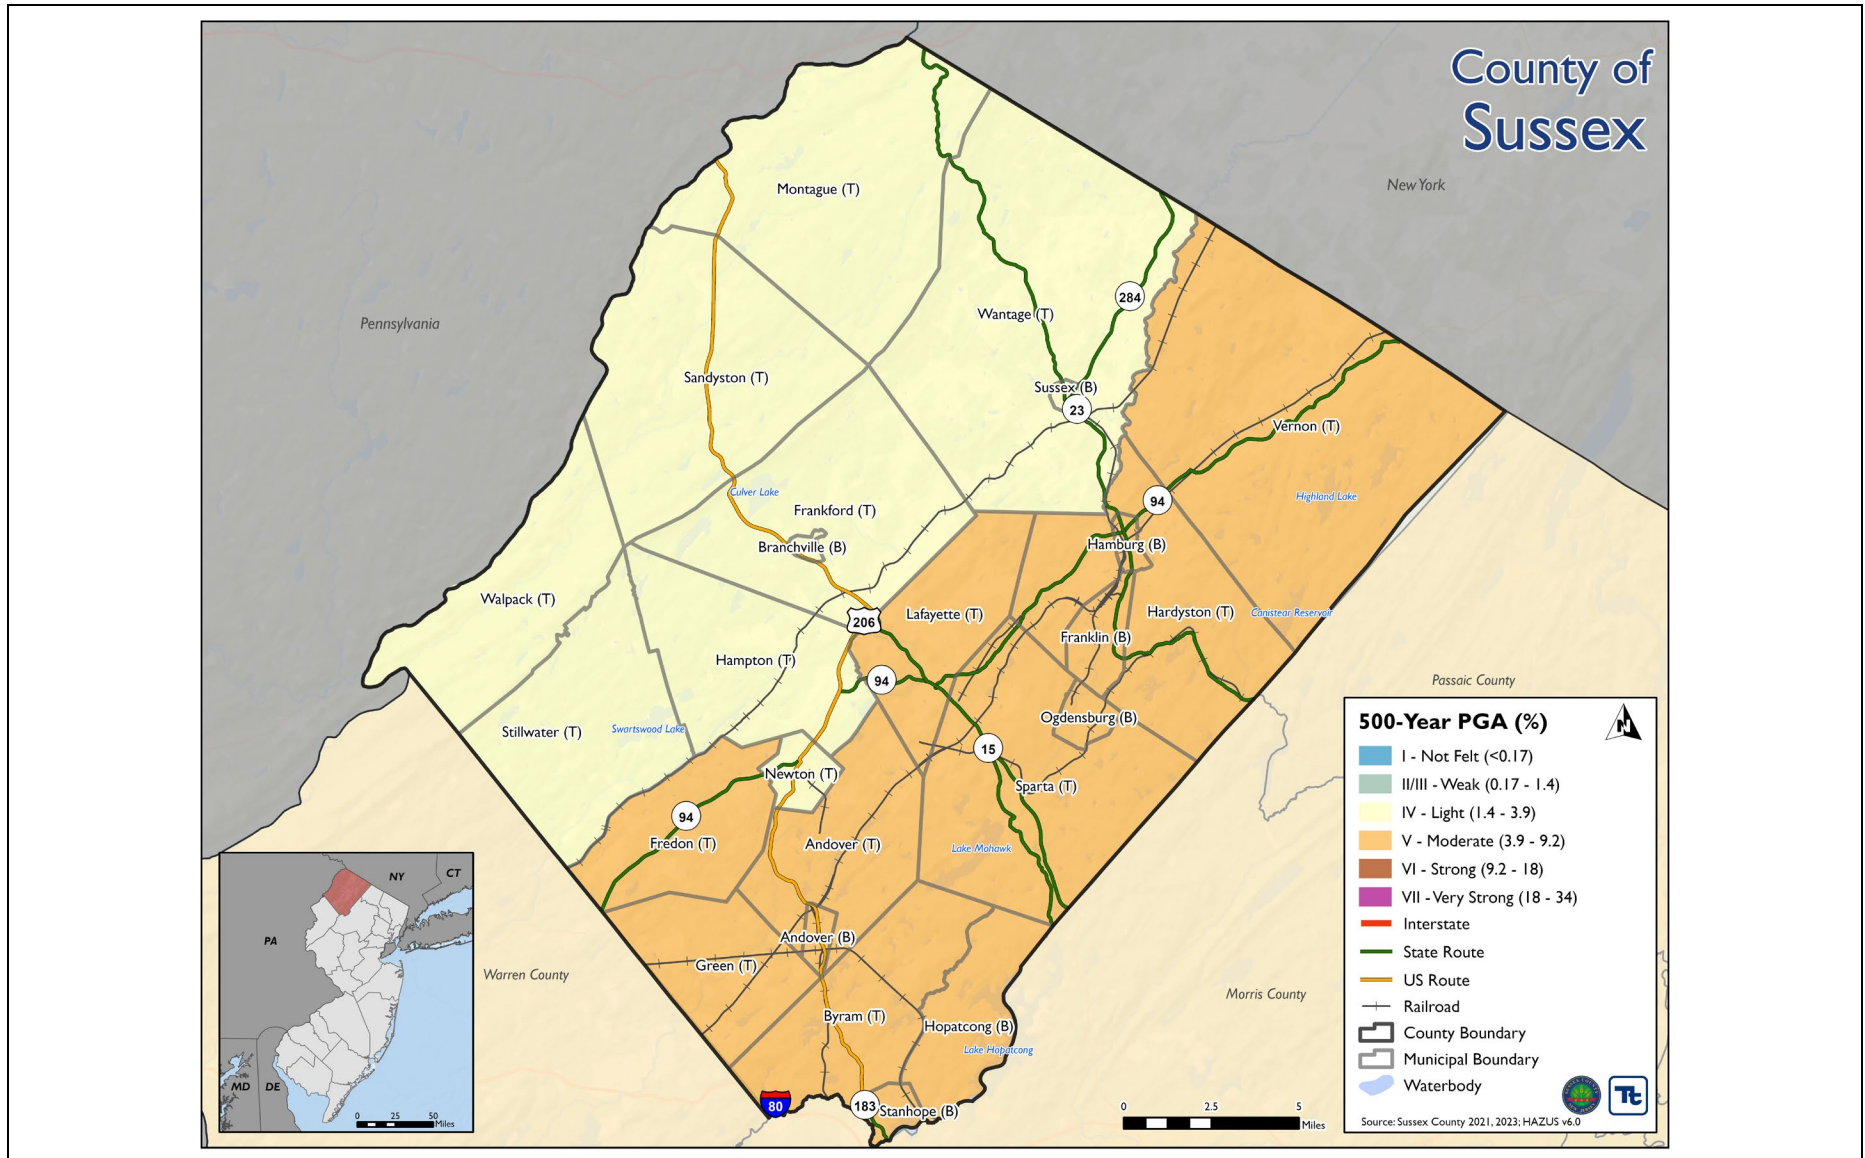 County of
Sussex
New York
Pennsylvania
Montague (T)
284
Wantage (T)
Sandyston (T)
Sussex (B)
23
Vernon (T)
Culver Lake
94
Highland Lake
Frankford (T)
Branchville (B)
Hamburg (B)
Walpack (T)
206
Lafayette (T)
Hardyston (T)
Canistear Reservoir
Franklin (B)
Hampton (T)
94
Passaic County
Ogdensburg (B)
Stillwater (T)
Swartswood Lake
15
Newton (T)
Sparta (T)
94
Fredon (T)
Andover (T)
Lake Mohawk
Andover (B)
Green (T)
Warren County
Morris County
Byram (T)
Hopatcong (B)
Lake Hopatcong
80
183
Stanhope (B)
0 2.5 5
Miles
500-Year PGA (%)
N
I - Not Felt (<0.17)
II/III - Weak (0.17 - 1.4)
IV - Light (1.4 - 3.9)
V - Moderate (3.9 - 9.2)
VI - Strong (9.2 - 18)
VII - Very Strong (18 - 34)
Interstate
State Route
US Route
Railroad
County Boundary
Municipal Boundary
Waterbody
Tt
Source: Sussex County 2021, 2023; HAZUS v6.0
NY
CT
PA
MD
DE
0 25 50
Miles